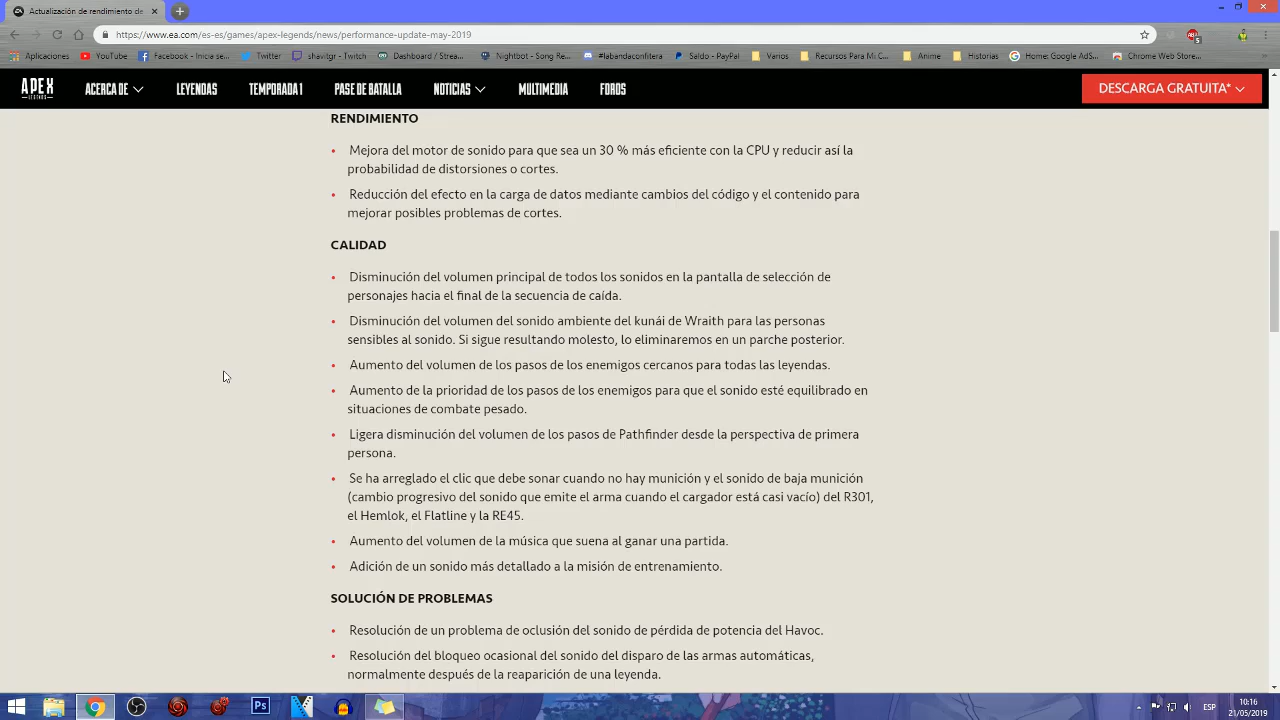 Actualización de rendimiento de
https://www.ea.com/es-es/games/apex-legends/news/performance-update-may-2019
Aplicaciones YouTube Facebook - Inicar ses... shavitgr - Twitch Dashboard / Strea... Nightbot - Song Re... #labandaconfitera Saldo - PayPal Varios Recursos Para Mi C... Anime Historias Home: Google AdS... Chrome Web Store...
APEX LEGENDS ACERCA DE LEYENDAS TEMPORADA 1 PASE DE BATALLA NOTICIAS MULTIMEDIA FOROS DESCARGA GRATUITA*
RENDIMIENTO
• Mejora del motor de sonido para que sea un 30 % más eficiente con la CPU y reducir así la
probabilidad de distorsiones o cortes.
• Reducción del efecto en la carga de datos mediante cambios del código y el contenido para
mejorar posibles problemas de cortes.
CALIDAD
• Disminución del volumen principal de todos los sonidos en la pantalla de selección de
personajes hacia el final de la secuencia de caída.
• Disminución del volumen del sonido ambiente del kunái de Wraith para las personas
sensibles al sonido. Si sigue resultando molesto, lo eliminaremos en un parche posterior.
• Aumento del volumen de los pasos de los enemigos cercanos para todas las leyendas.
• Aumento de la prioridad de los pasos de los enemigos para que el sonido esté equilibrado en
situaciones de combate pesado.
• Ligera disminución del volumen de los pasos de Pathfinder desde la perspectiva de primera
persona.
• Se ha arreglado el clic que debe sonar cuando no hay munición y el sonido de baja munición
(cambio progresivo del sonido que emite el arma cuando el cargador está casi vacío) del R301,
el Hemlok, el Flatline y la RE45.
• Aumento del volumen de la música que suena al ganar una partida.
• Adición de un sonido más detallado a la misión de entrenamiento.
SOLUCIÓN DE PROBLEMAS
• Resolución de un problema de oclusión del sonido de pérdida de potencia del Havoc.
• Resolución del bloqueo ocasional del sonido del disparo de las armas automáticas,
normalmente después de la reaparición de una leyenda.
Ps ESP 10:16
21/05/2019